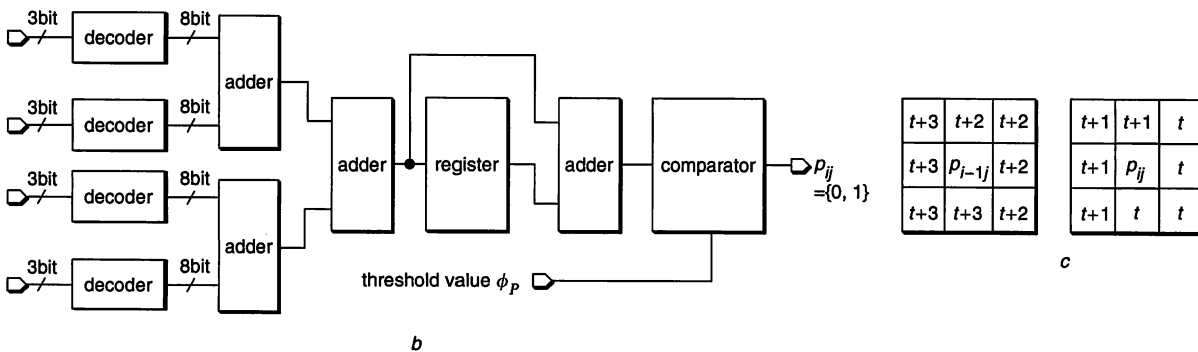 3bit
decoder
8bit
adder
3bit
decoder
8bit
adder
register
adder
comparator
p_ij
={0, 1}
3bit
decoder
8bit
adder
3bit
decoder
8bit
threshold value ϕ_P
b
t+3 t+2 t+2
t+3 p_i–1j t+2
t+3 t+3 t+2
t+1 t+1 t
t+1 p_ij t
t+1 t t
c